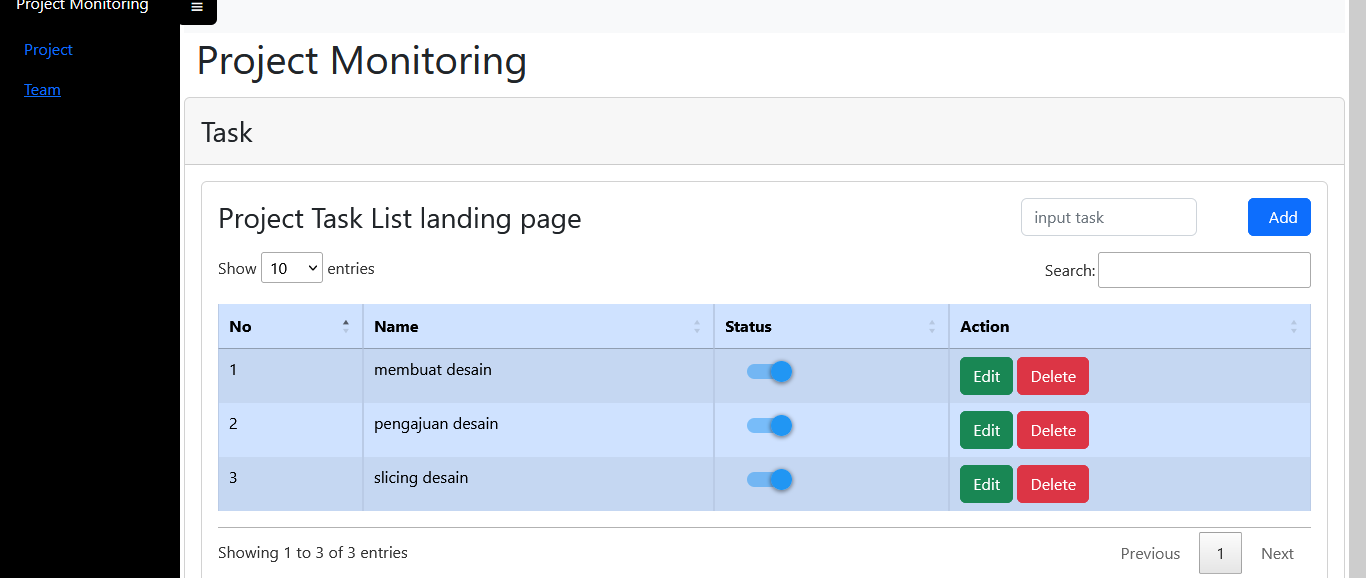 Project Monitoring
Project
Team
Project Monitoring
Task
Project Task List landing page
input task
Add
Show 10 entries
Search:
No Name Status Action
1 membuat desain Edit Delete
2 pengajuan desain Edit Delete
3 slicing desain Edit Delete
Showing 1 to 3 of 3 entries
Previous 1 Next